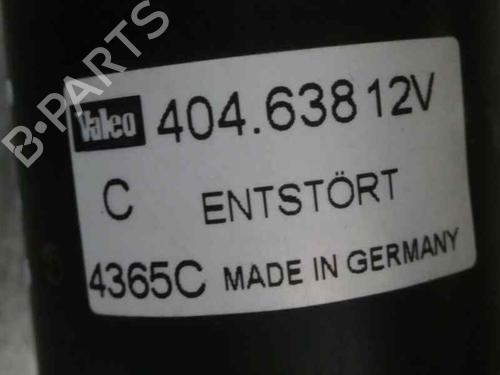 B-PARTS
Valeo 404.638 12V
C ENTSTÖRT
4365C MADE IN GERMANY